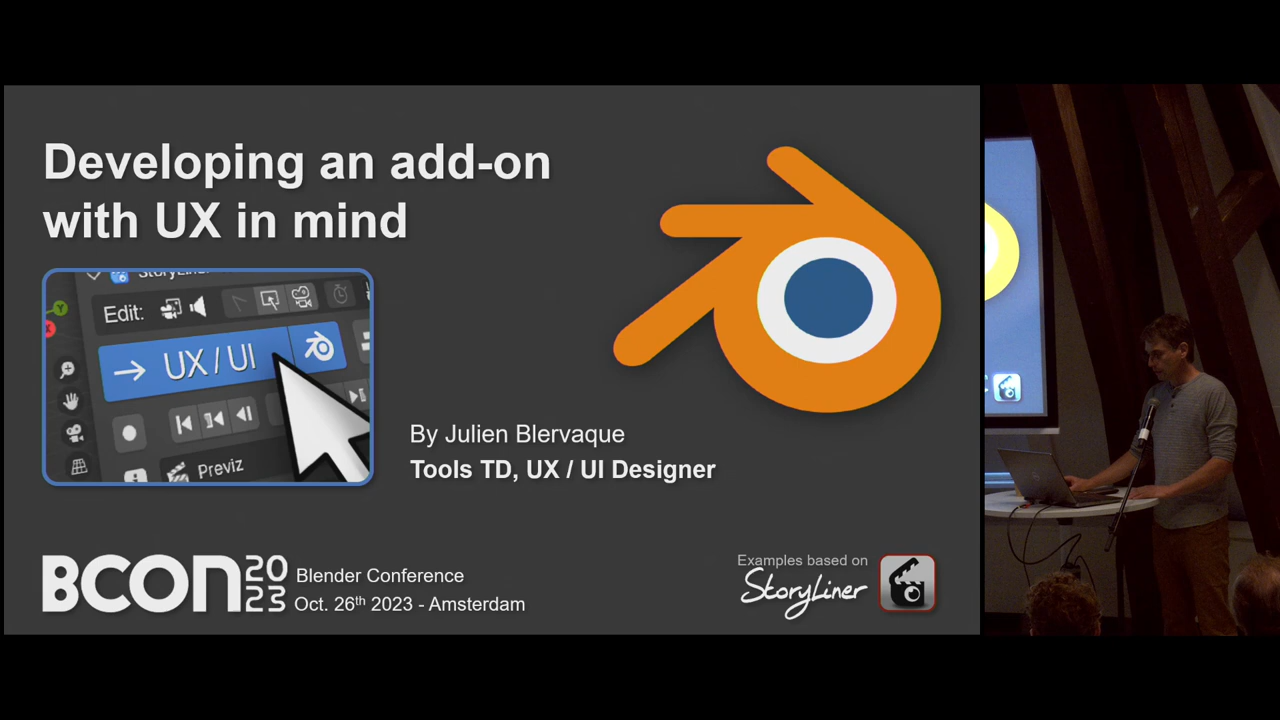 Developing an add-on
with UX in mind
Edit:
UX / UI
Previz
By Julien Blervaque
Tools TD, UX / UI Designer
BCON 2023
Blender Conference
Oct. 26th 2023 - Amsterdam
Examples based on
StoryLiner